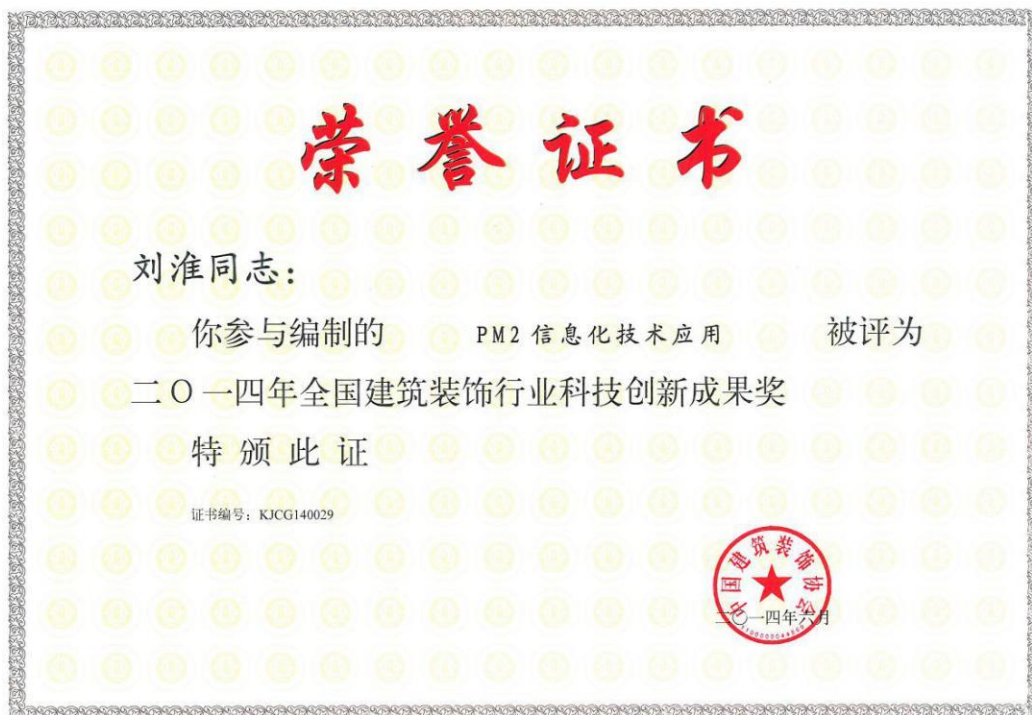 荣誉证书
刘淮同志：
你参与编制的 PM2信息化技术应用 被评为
二〇一四年全国建筑装饰行业科技创新成果奖
特颁此证
证书编号：KJCG140029
中国建筑装饰协会
二〇一四年六月